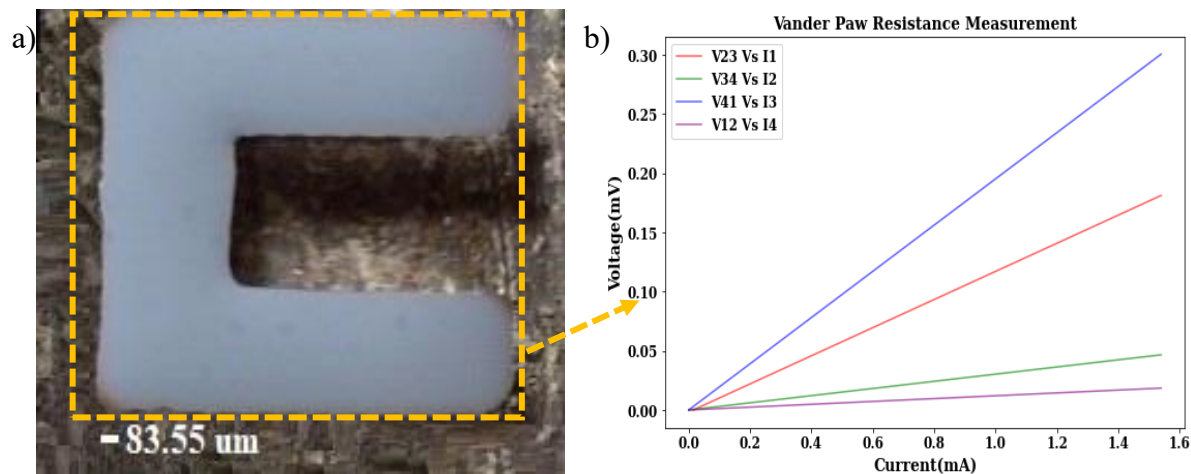 a)
- 83.55 um
b)
Vander Paw Resistance Measurement
V23 Vs I1
V34 Vs I2
V41 Vs I3
V12 Vs I4
Voltage(mV)
0.30
0.25
0.20
0.15
0.10
0.05
0.00
0.0 0.2 0.4 0.6 0.8 1.0 1.2 1.4 1.6
Current(mA)